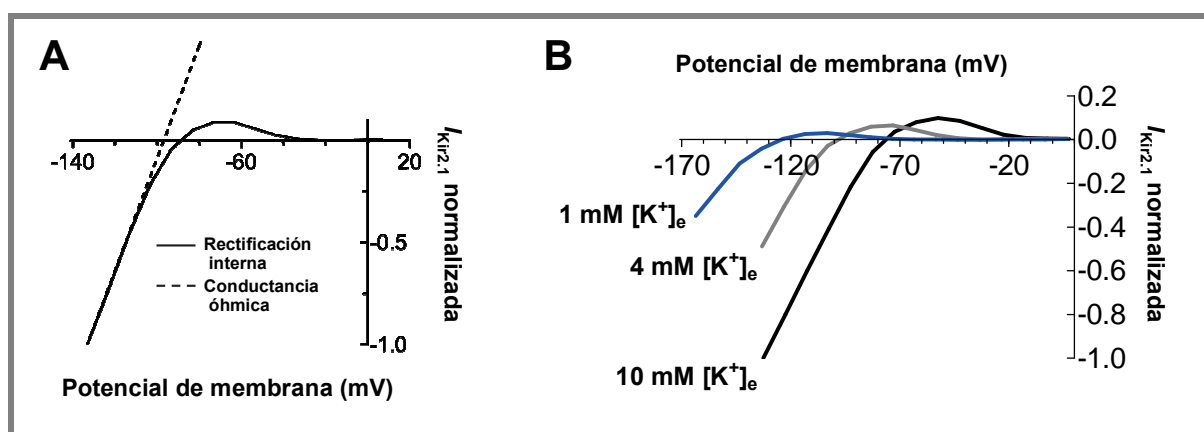 A
-140
-60
20
-0.5
-1.0
I Kir2.1 normalizada
Rectificación
interna
Conductancia
óhmica
Potencial de membrana (mV)
B
Potencial de membrana (mV)
0.2
0.0
-0.2
-0.4
-0.6
-0.8
-1.0
-170
-120
-70
-20
I Kir2.1 normalizada
1 mM [K+]e
4 mM [K+]e
10 mM [K+]e